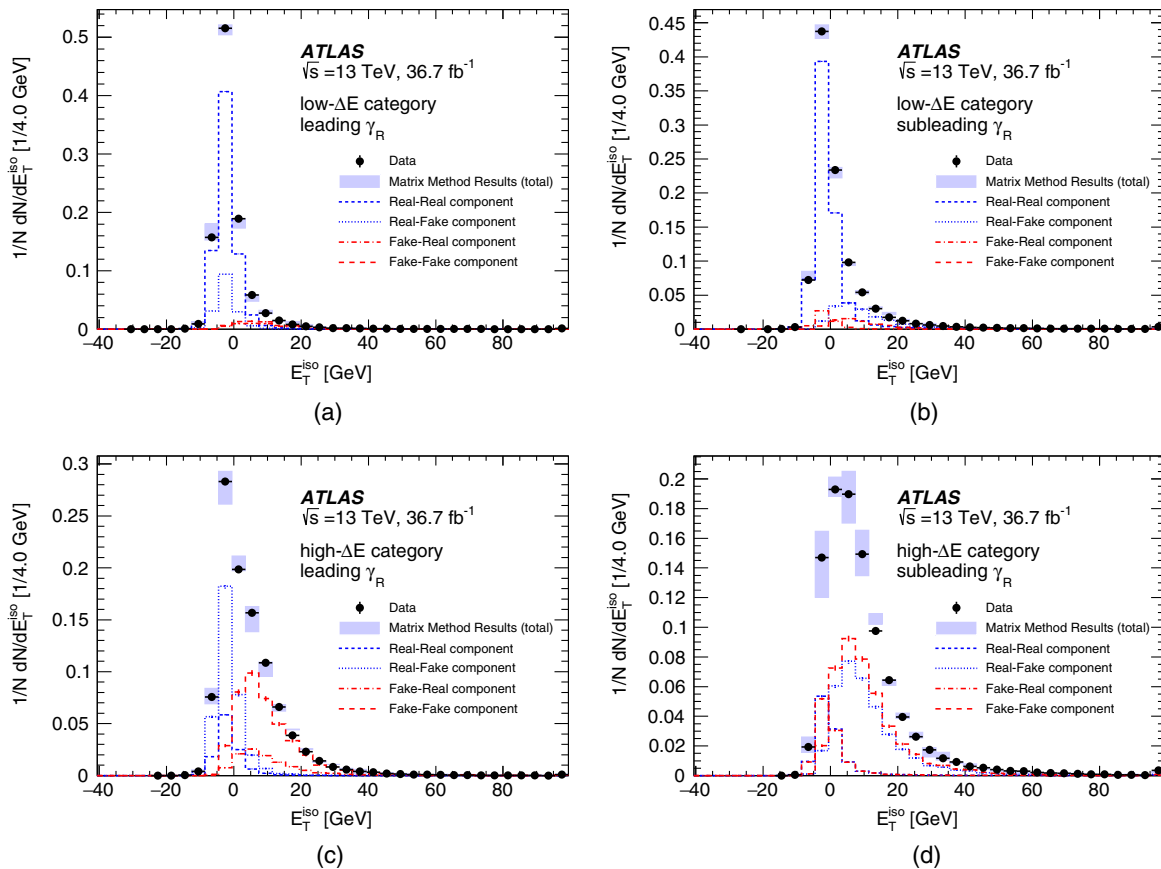 1/N dN/dE_T^iso [1/4.0 GeV]
0.5
0.4
0.3
0.2
0.1
0
ATLAS
√s =13 TeV, 36.7 fb⁻¹
low-ΔE category
leading γ_R
Data
Matrix Method Results (total)
Real-Real component
Real-Fake component
Fake-Real component
Fake-Fake component
−40 −20 0 20 40 60 80
E_T^iso [GeV]
(a)
1/N dN/dE_T^iso [1/4.0 GeV]
0.45
0.4
0.35
0.3
0.25
0.2
0.15
0.1
0.05
0
ATLAS
√s =13 TeV, 36.7 fb⁻¹
low-ΔE category
subleading γ_R
Data
Matrix Method Results (total)
Real-Real component
Real-Fake component
Fake-Real component
Fake-Fake component
−40 −20 0 20 40 60 80
E_T^iso [GeV]
(b)
1/N dN/dE_T^iso [1/4.0 GeV]
0.3
0.25
0.2
0.15
0.1
0.05
0
ATLAS
√s =13 TeV, 36.7 fb⁻¹
high-ΔE category
leading γ_R
Data
Matrix Method Results (total)
Real-Real component
Real-Fake component
Fake-Real component
Fake-Fake component
−40 −20 0 20 40 60 80
E_T^iso [GeV]
(c)
1/N dN/dE_T^iso [1/4.0 GeV]
0.2
0.18
0.16
0.14
0.12
0.1
0.08
0.06
0.04
0.02
0
ATLAS
√s =13 TeV, 36.7 fb⁻¹
high-ΔE category
subleading γ_R
Data
Matrix Method Results (total)
Real-Real component
Real-Fake component
Fake-Real component
Fake-Fake component
−40 −20 0 20 40 60 80
E_T^iso [GeV]
(d)